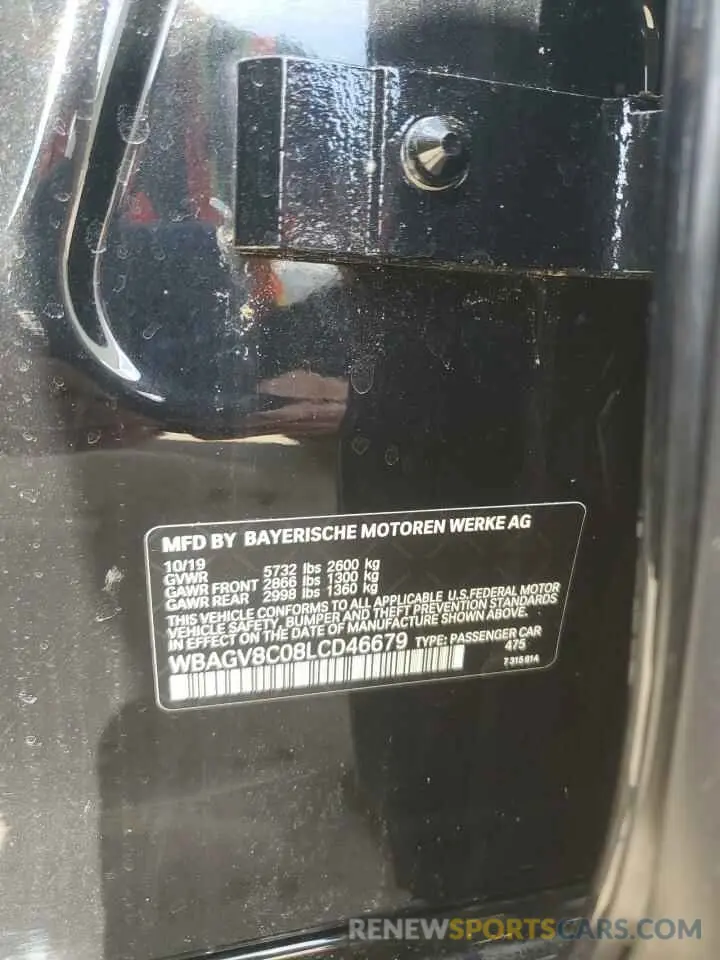 MFD BY BAYERISCHE MOTOREN WERKE AG
10/19
GVWR 5732 lbs 2600 kg
GAWR FRONT 2866 lbs 1300 kg
GAWR REAR 2998 lbs 1360 kg
THIS VEHICLE CONFORMS TO ALL APPLICABLE U.S.FEDERAL MOTOR
VEHICLE SAFETY, BUMPER AND THEFT PREVENTION STANDARDS
IN EFFECT ON THE DATE OF MANUFACTURE SHOWN ABOVE.
WBAGV8C08LCD46679 TYPE: PASSENGER CAR
475
7315814
RENEWSPORTSCARS.COM